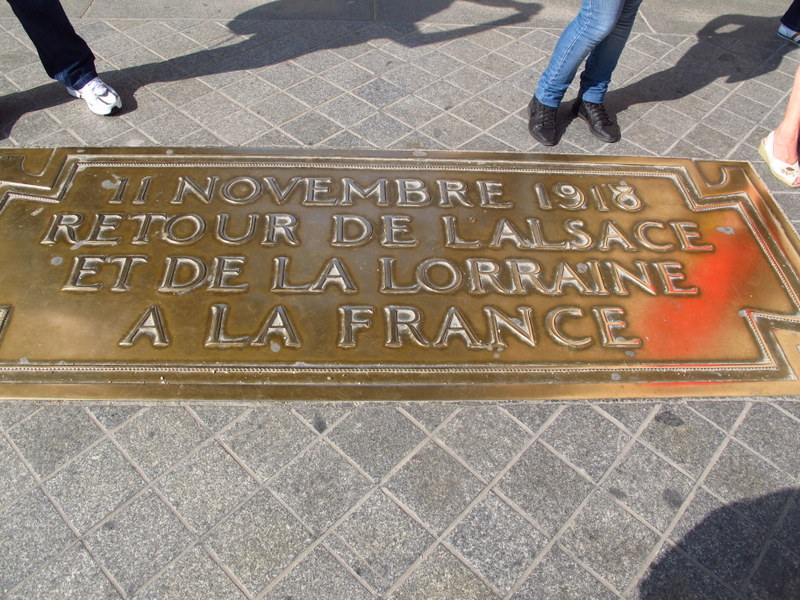 11 NOVEMBRE 1918
RETOUR DE L'ALSACE
ET DE LA LORRAINE
A LA FRANCE